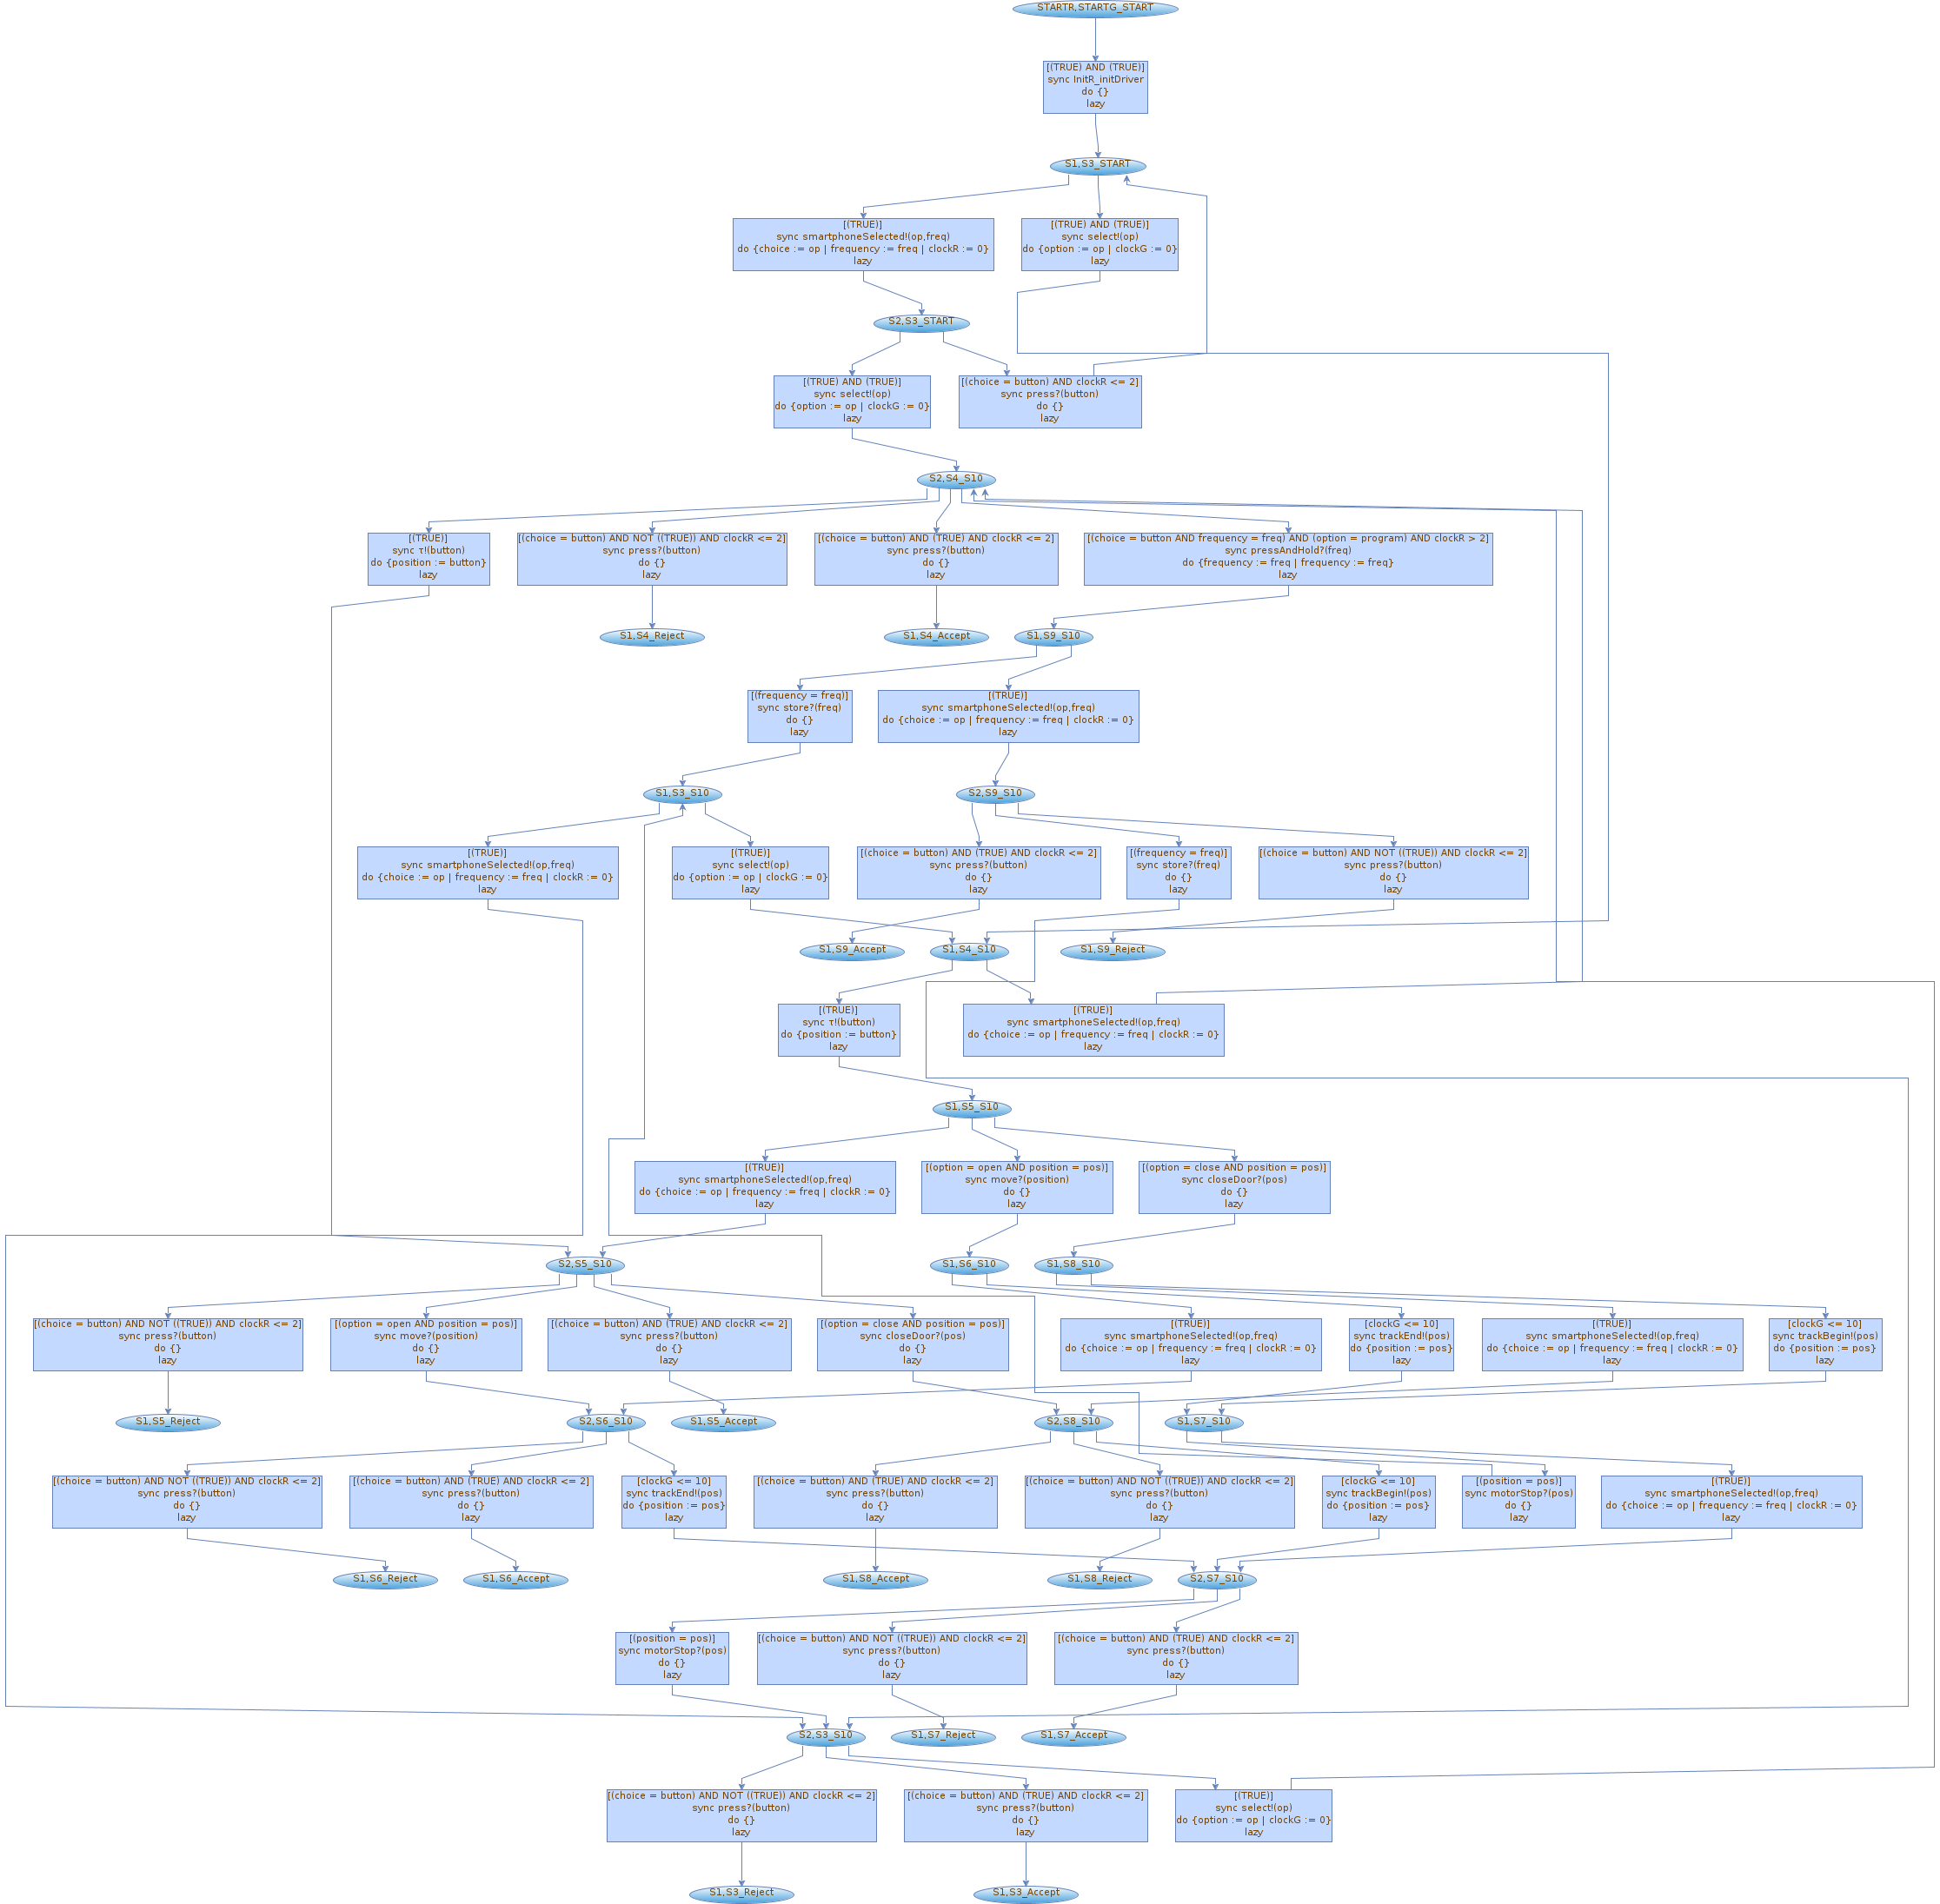 STARTR,STARTG_START
[(TRUE) AND (TRUE)]
sync InitR_initDriver
do {}
lazy
S1,S3_START
[(TRUE)]
sync smartphoneSelected!(op,freq)
do {choice := op | frequency := freq | clockR := 0}
lazy
[(TRUE) AND (TRUE)]
sync select!(op)
do {option := op | clockG := 0}
lazy
S2,S3_START
[(TRUE) AND (TRUE)]
sync select!(op)
do {option := op | clockG := 0}
lazy
[(choice = button) AND clockR <= 2]
sync press?(button)
do {}
lazy
S2,S4_S10
[(TRUE)]
sync τ!(button)
do {position := button}
lazy
[(choice = button) AND NOT ((TRUE)) AND clockR <= 2]
sync press?(button)
do {}
lazy
[(choice = button) AND (TRUE) AND clockR <= 2]
sync press?(button)
do {}
lazy
[(choice = button AND frequency = freq) AND (option = program) AND clockR > 2]
sync pressAndHold?(freq)
do {frequency := freq | frequency := freq}
lazy
S1,S4_Reject
S1,S4_Accept
S1,S9_S10
[(frequency = freq)]
sync store?(freq)
do {}
lazy
[(TRUE)]
sync smartphoneSelected!(op,freq)
do {choice := op | frequency := freq | clockR := 0}
lazy
S1,S3_S10
S2,S9_S10
[(TRUE)]
sync smartphoneSelected!(op,freq)
do {choice := op | frequency := freq | clockR := 0}
lazy
[(TRUE)]
sync select!(op)
do {option := op | clockG := 0}
lazy
[(choice = button) AND (TRUE) AND clockR <= 2]
sync press?(button)
do {}
lazy
[(frequency = freq)]
sync store?(freq)
do {}
lazy
[(choice = button) AND NOT ((TRUE)) AND clockR <= 2]
sync press?(button)
do {}
lazy
S1,S9_Accept
S1,S4_S10
S1,S9_Reject
[(TRUE)]
sync τ!(button)
do {position := button}
lazy
[(TRUE)]
sync smartphoneSelected!(op,freq)
do {choice := op | frequency := freq | clockR := 0}
lazy
S1,S5_S10
[(TRUE)]
sync smartphoneSelected!(op,freq)
do {choice := op | frequency := freq | clockR := 0}
lazy
[(option = open AND position = pos)]
sync move?(position)
do {}
lazy
[(option = close AND position = pos)]
sync closeDoor?(pos)
do {}
lazy
S2,S5_S10
S1,S6_S10
S1,S8_S10
[(choice = button) AND NOT ((TRUE)) AND clockR <= 2]
sync press?(button)
do {}
lazy
[(option = open AND position = pos)]
sync move?(position)
do {}
lazy
[(choice = button) AND (TRUE) AND clockR <= 2]
sync press?(button)
do {}
lazy
[(option = close AND position = pos)]
sync closeDoor?(pos)
do {}
lazy
[(TRUE)]
sync smartphoneSelected!(op,freq)
do {choice := op | frequency := freq | clockR := 0}
lazy
[clockG <= 10]
sync trackEnd!(pos)
do {position := pos}
lazy
[(TRUE)]
sync smartphoneSelected!(op,freq)
do {choice := op | frequency := freq | clockR := 0}
lazy
[clockG <= 10]
sync trackBegin!(pos)
do {position := pos}
lazy
S1,S5_Reject
S2,S6_S10
S1,S5_Accept
S2,S8_S10
S1,S7_S10
[(choice = button) AND NOT ((TRUE)) AND clockR <= 2]
sync press?(button)
do {}
lazy
[(choice = button) AND (TRUE) AND clockR <= 2]
sync press?(button)
do {}
lazy
[clockG <= 10]
sync trackEnd!(pos)
do {position := pos}
lazy
[(choice = button) AND (TRUE) AND clockR <= 2]
sync press?(button)
do {}
lazy
[(choice = button) AND NOT ((TRUE)) AND clockR <= 2]
sync press?(button)
do {}
lazy
[clockG <= 10]
sync trackBegin!(pos)
do {position := pos}
lazy
[(position = pos)]
sync motorStop?(pos)
do {}
lazy
[(TRUE)]
sync smartphoneSelected!(op,freq)
do {choice := op | frequency := freq | clockR := 0}
lazy
S1,S6_Reject
S1,S6_Accept
S1,S8_Accept
S1,S8_Reject
S2,S7_S10
[(position = pos)]
sync motorStop?(pos)
do {}
lazy
[(choice = button) AND NOT ((TRUE)) AND clockR <= 2]
sync press?(button)
do {}
lazy
[(choice = button) AND (TRUE) AND clockR <= 2]
sync press?(button)
do {}
lazy
S2,S3_S10
S1,S7_Reject
S1,S7_Accept
[(choice = button) AND NOT ((TRUE)) AND clockR <= 2]
sync press?(button)
do {}
lazy
[(choice = button) AND (TRUE) AND clockR <= 2]
sync press?(button)
do {}
lazy
[(TRUE)]
sync select!(op)
do {option := op | clockG := 0}
lazy
S1,S3_Reject
S1,S3_Accept